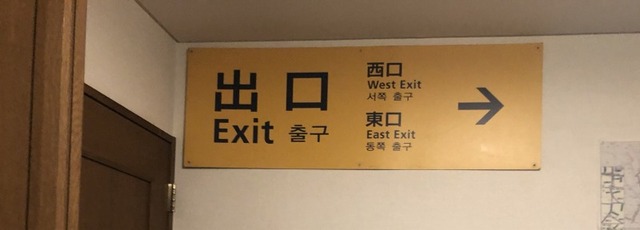 出口
Exit 출구
西口
West Exit
서쪽 출구
東口
East Exit
동쪽 출구
→